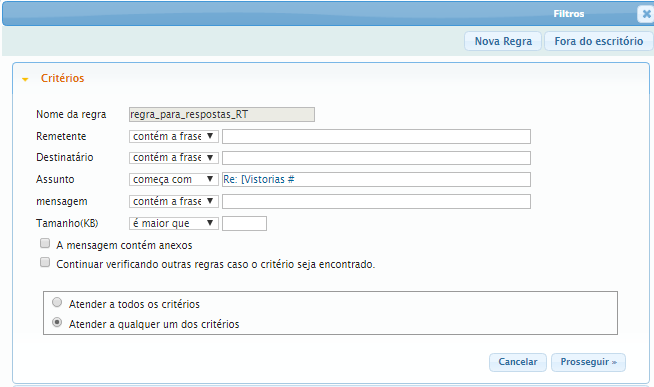 Filtros
Nova Regra Fora do escritório
Critérios
Nome da regra regra_para_respostas_RT
Remetente contém a frase
Destinatário contém a frase
Assunto começa com Re: [Vistorias #
mensagem contém a frase
Tamanho(KB) é maior que
A mensagem contém anexos
Continuar verificando outras regras caso o critério seja encontrado.
Atender a todos os critérios
Atender a qualquer um dos critérios
Cancelar Prosseguir »